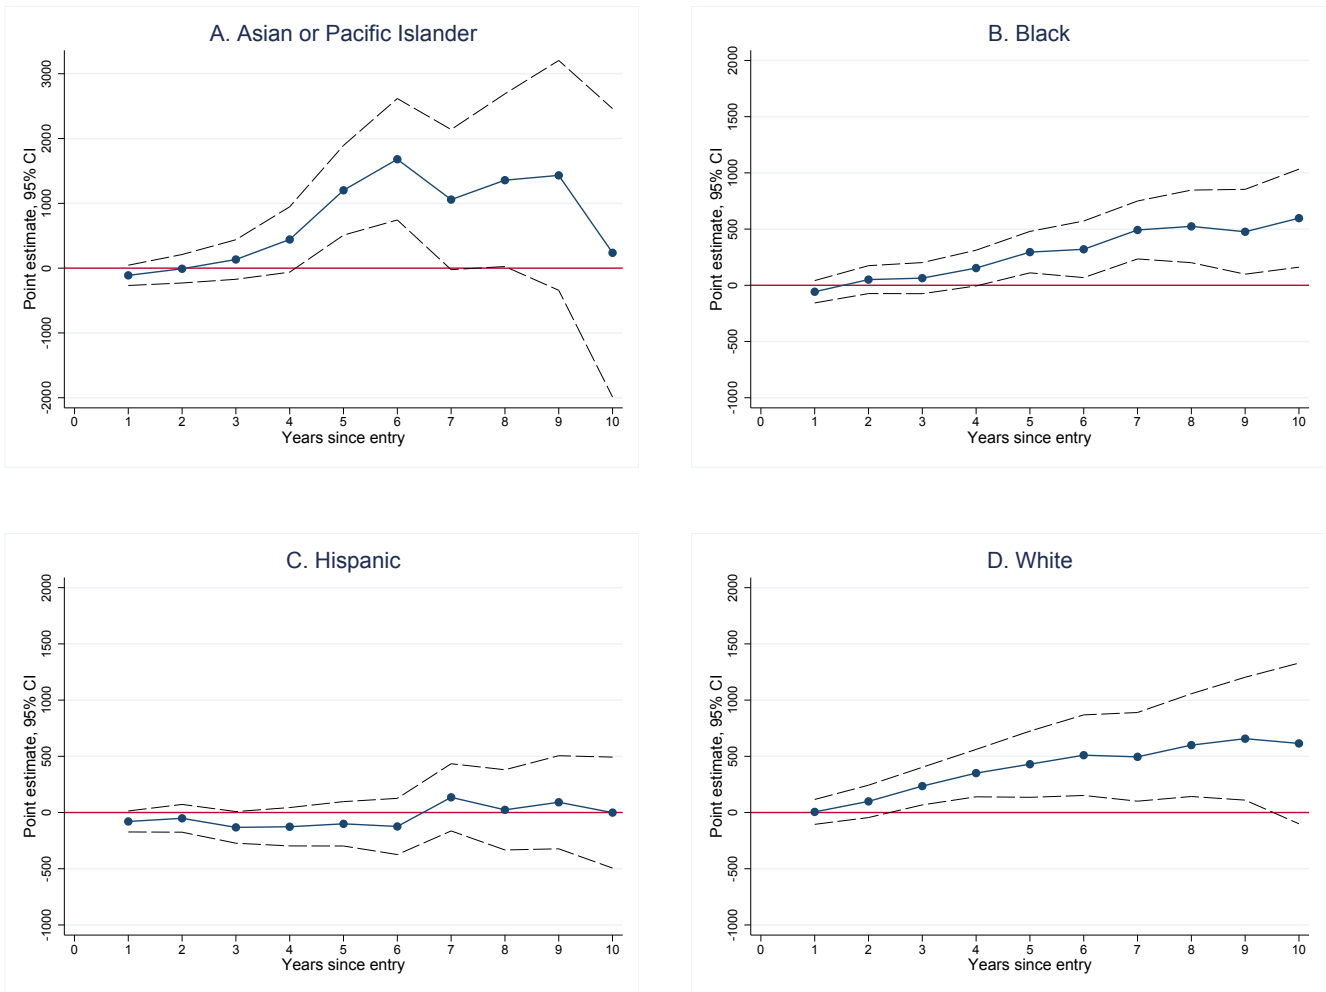 A. Asian or Pacific Islander
Point estimate, 95% CI
3000
2000
1000
0
-1000
-2000
0 1 2 3 4 5 6 7 8 9 10
Years since entry
B. Black
Point estimate, 95% CI
2000
1500
1000
500
0
-500
-1000
0 1 2 3 4 5 6 7 8 9 10
Years since entry
C. Hispanic
Point estimate, 95% CI
2000
1500
1000
500
0
-500
-1000
0 1 2 3 4 5 6 7 8 9 10
Years since entry
D. White
Point estimate, 95% CI
2000
1500
1000
500
0
-500
-1000
0 1 2 3 4 5 6 7 8 9 10
Years since entry